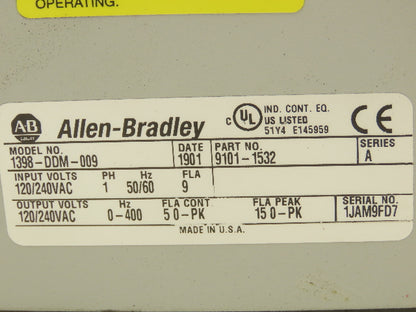 OPERATING.
AB
Allen-Bradley
C UL US LISTED
IND. CONT. EQ.
51Y4 E145959
CE
MODEL NO. DATE PART NO. SERIES
1398-DDM-009 1901 9101-1532 A
INPUT VOLTS PH Hz FLA
120/240VAC 1 50/60 9
OUTPUT VOLTS Hz FLA CONT FLA PEAK SERIAL NO.
120/240VAC 0-400 5 0-PK 15 0-PK 1JAM9FD7
MADE IN U.S.A.